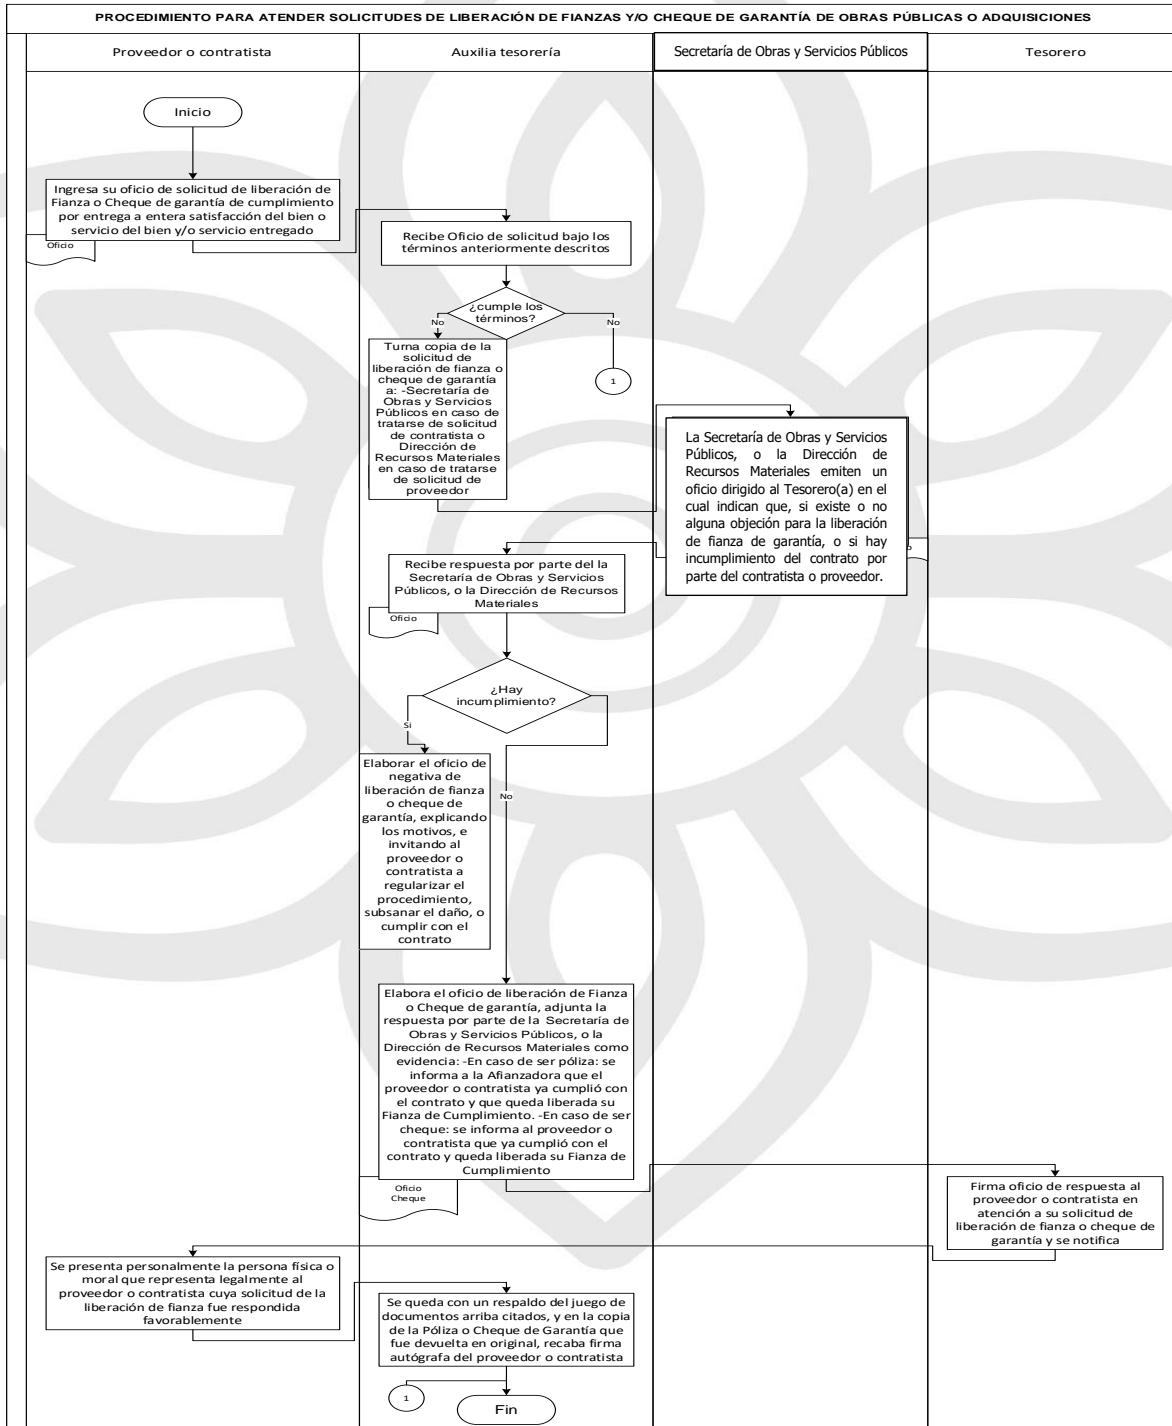 PROCEDIMIENTO PARA ATENDER SOLICITUDES DE LIBERACIÓN DE FIANZAS Y/O CHEQUE DE GARANTÍA DE OBRAS PÚBLICAS O ADQUISICIONES
Proveedor o contratista
Auxilia tesorería
Secretaría de Obras y Servicios Públicos
Tesorero
Inicio
Ingresa su oficio de solicitud de liberación de
Fianza o Cheque de garantía de cumplimiento
por entrega a entera satisfacción del bien o
servicio del bien y/o servicio entregado
Oficio
Recibe Oficio de solicitud bajo los
términos anteriormente descritos
¿cumple los
términos?
No
No
1
Turna copia de la
solicitud de
liberación de fianza o
cheque de garantía
a: -Secretaría de
Obras y Servicios
Públicos en caso de
tratarse de solicitud
de contratista o
Dirección de
Recursos Materiales
en caso de tratarse
de solicitud de
proveedor
La Secretaría de Obras y Servicios
Públicos, o la Dirección de
Recursos Materiales emiten un
oficio dirigido al Tesorero(a) en el
cual indican que, si existe o no
alguna objeción para la liberación
de fianza de garantía, o si hay
incumplimiento del contrato por
parte del contratista o proveedor.
Recibe respuesta por parte del la
Secretaría de Obras y Servicios
Públicos, o la Dirección de Recursos
Materiales
Oficio
¿Hay
incumplimiento?
Si
No
Elaborar el oficio de
negativa de
liberación de fianza
o cheque de
garantía, explicando
los motivos, e
invitando al
proveedor o
contratista a
regularizar el
procedimiento,
subsanar el daño, o
cumplir con el
contrato
Elabora el oficio de liberación de Fianza
o Cheque de garantía, adjunta la
respuesta por parte de la Secretaría de
Obras y Servicios Públicos, o la
Dirección de Recursos Materiales como
evidencia: -En caso de ser póliza: se
informa a la Afianzadora que el
proveedor o contratista ya cumplió con
el contrato y que queda liberada su
Fianza de Cumplimiento. -En caso de ser
cheque: se informa al proveedor o
contratista que ya cumplió con el
contrato y queda liberada su Fianza de
Cumplimiento
Oficio
Cheque
Firma oficio de respuesta al
proveedor o contratista en
atención a su solicitud de
liberación de fianza o cheque de
garantía y se notifica
Se presenta personalmente la persona física o
moral que representa legalmente al
proveedor o contratista cuya solicitud de la
liberación de fianza fue respondida
favorablemente
Se queda con un respaldo del juego de
documentos arriba citados, y en la copia
de la Póliza o Cheque de Garantía que
fue devuelta en original, recaba firma
autógrafa del proveedor o contratista
1
Fin